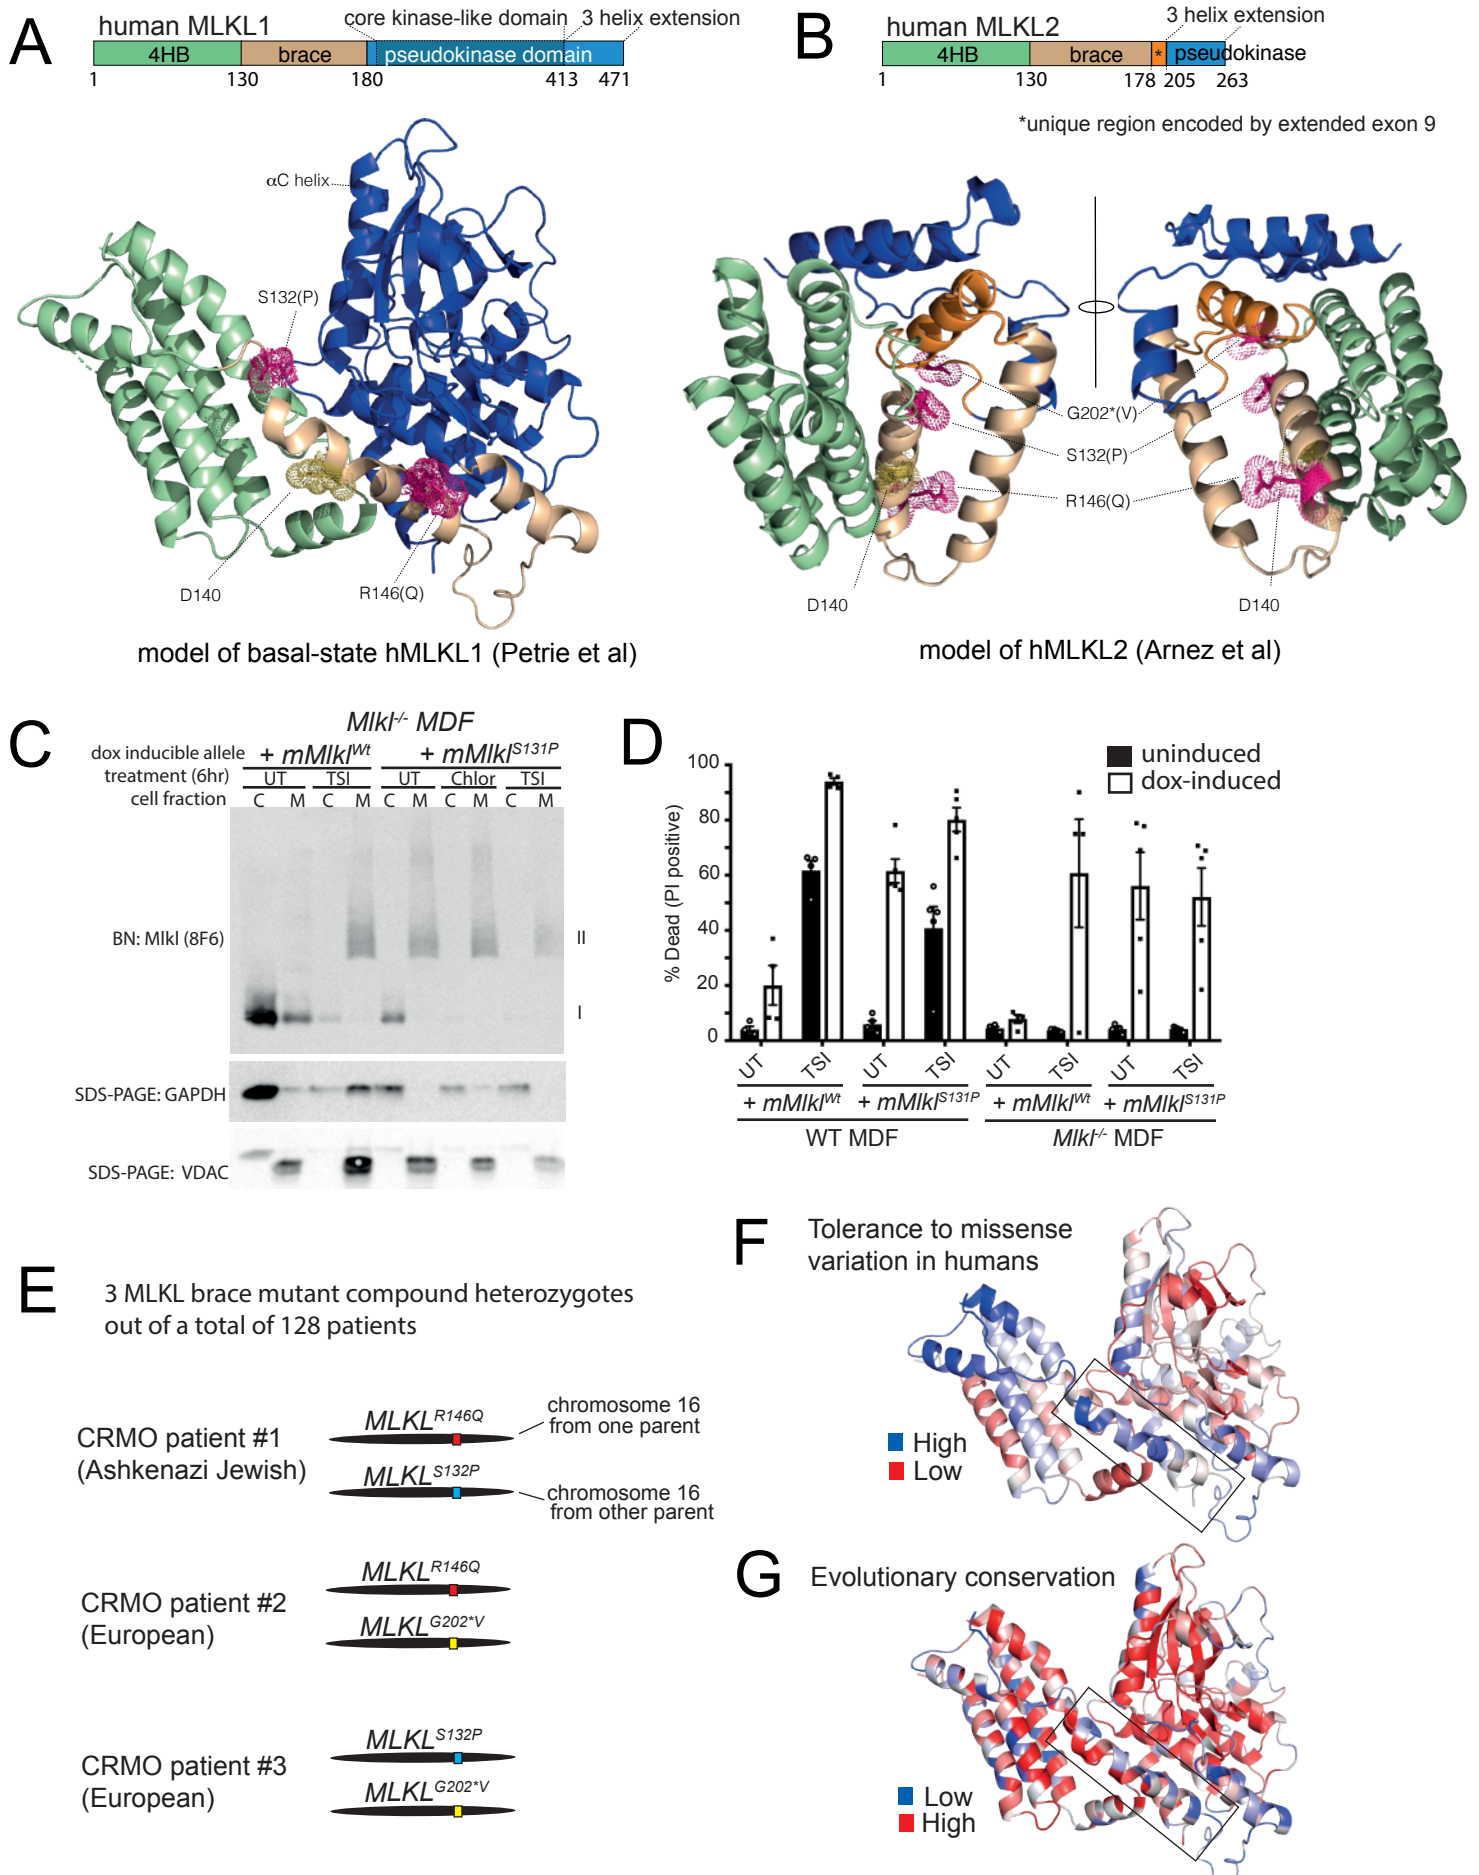 A
human MLKL1
core kinase-like domain
3 helix extension
4HB
brace
pseudokinase domain
1
130
180
413
471
αC helix
S132(P)
D140
R146(Q)
model of basal-state hMLKL1 (Petrie et al)
B
human MLKL2
3 helix extension
4HB
brace
*
pseudokinase
1
130
178
205
263
*unique region encoded by extended exon 9
G202*(V)
S132(P)
R146(Q)
D140
D140
model of hMLKL2 (Arnez et al)
C
Mlkl-/- MDF
dox inducible allele + mMlklWt + mMlklS131P
treatment (6hr) UT TSI UT Chlor TSI
cell fraction C M C M C M C M C M
BN: Mlkl (8F6)
II
I
SDS-PAGE: GAPDH
SDS-PAGE: VDAC
D
uninduced
dox-induced
% Dead (PI positive)
100
80
60
40
20
0
UT TSI UT TSI UT TSI UT TSI
+ mMlklWt + mMlklS131P + mMlklWt + mMlklS131P
WT MDF Mlkl-/- MDF
E
3 MLKL brace mutant compound heterozygotes
out of a total of 128 patients
CRMO patient #1
(Ashkenazi Jewish)
MLKLR146Q
chromosome 16
from one parent
MLKLS132P
chromosome 16
from other parent
CRMO patient #2
(European)
MLKLR146Q
MLKLG202*V
CRMO patient #3
(European)
MLKLS132P
MLKLG202*V
F
Tolerance to missense
variation in humans
High
Low
G
Evolutionary conservation
Low
High